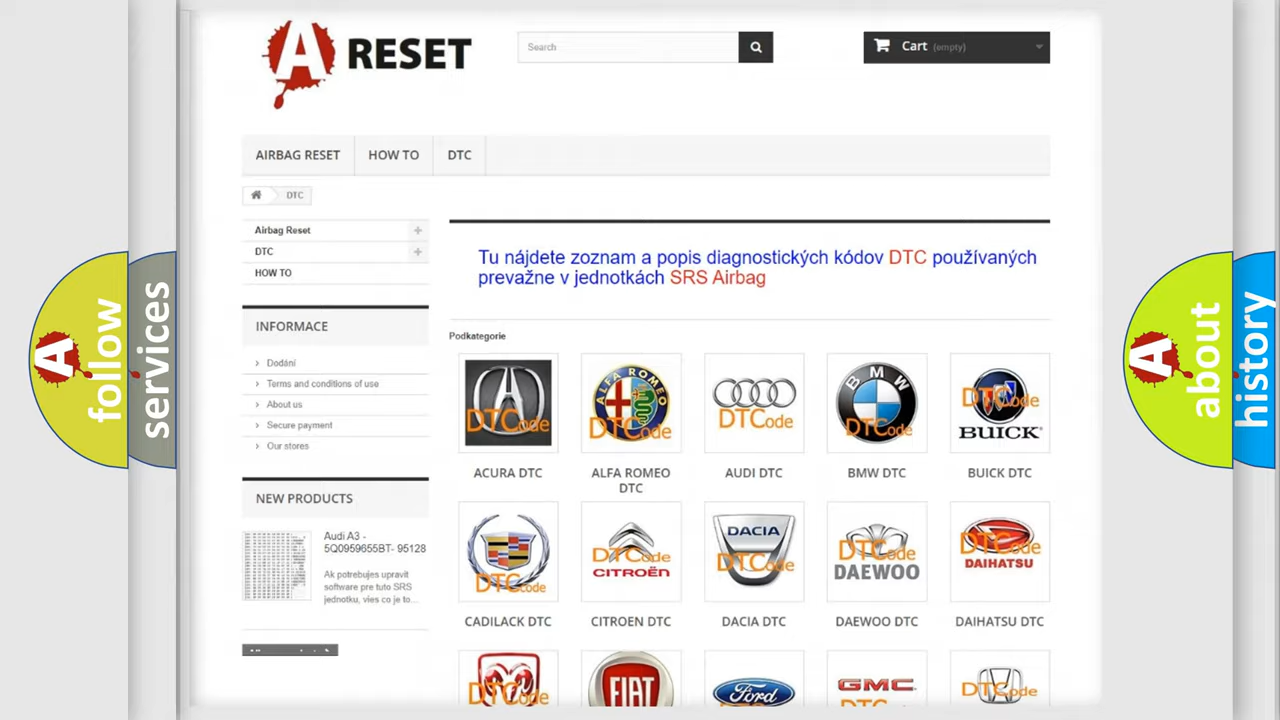 A RESET
Search
Cart (empty)
AIRBAG RESET
HOW TO
DTC
DTC
Airbag Reset
DTC
HOW TO
Tu nájdete zoznam a popis diagnostických kódov DTC používaných
prevažne v jednotkách SRS Airbag
INFORMACE
Dodání
Terms and conditions of use
About us
Secure payment
Our stores
NEW PRODUCTS
Audi A3 -
5Q0959655BT- 95128
Ak potrebujes upravit
software pre tuto SRS
jednotku, vies co je to...
Podkategorie
DTCode
ALFA ROMEO
DTCode
DTCode
BMW
DTCode
DTCode
BUICK
ACURA DTC
ALFA ROMEO
DTC
AUDI DTC
BMW DTC
BUICK DTC
DTCode
DTCode
CITROËN
DACIA
DTCode
DTCode
DAEWOO
DTCode
DAIHATSU
CADILACK DTC
CITROEN DTC
DACIA DTC
DAEWOO DTC
DAIHATSU DTC
DTCode
FIAT
Ford
GMC
DTCode
A follow
services
A about
history